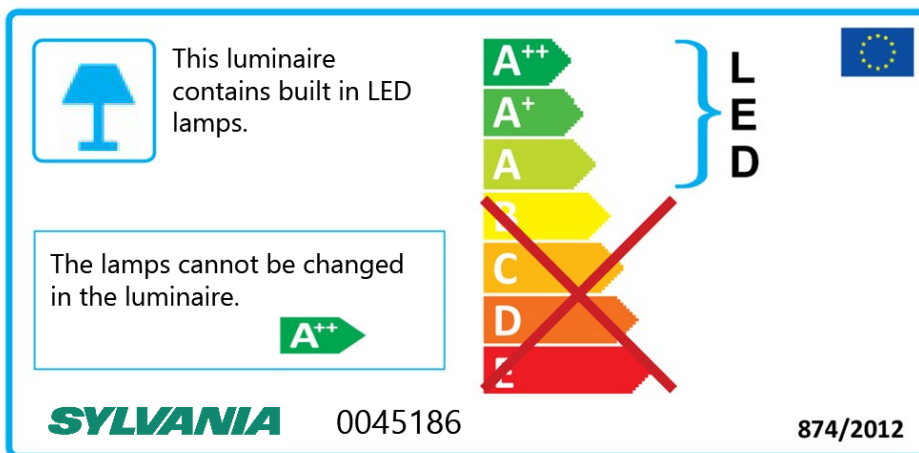 This luminaire
contains built in LED
lamps.
A++
A+
A
B
C
D
E
L
E
D
The lamps cannot be changed
in the luminaire.
A++
SYLVANIA
0045186
874/2012